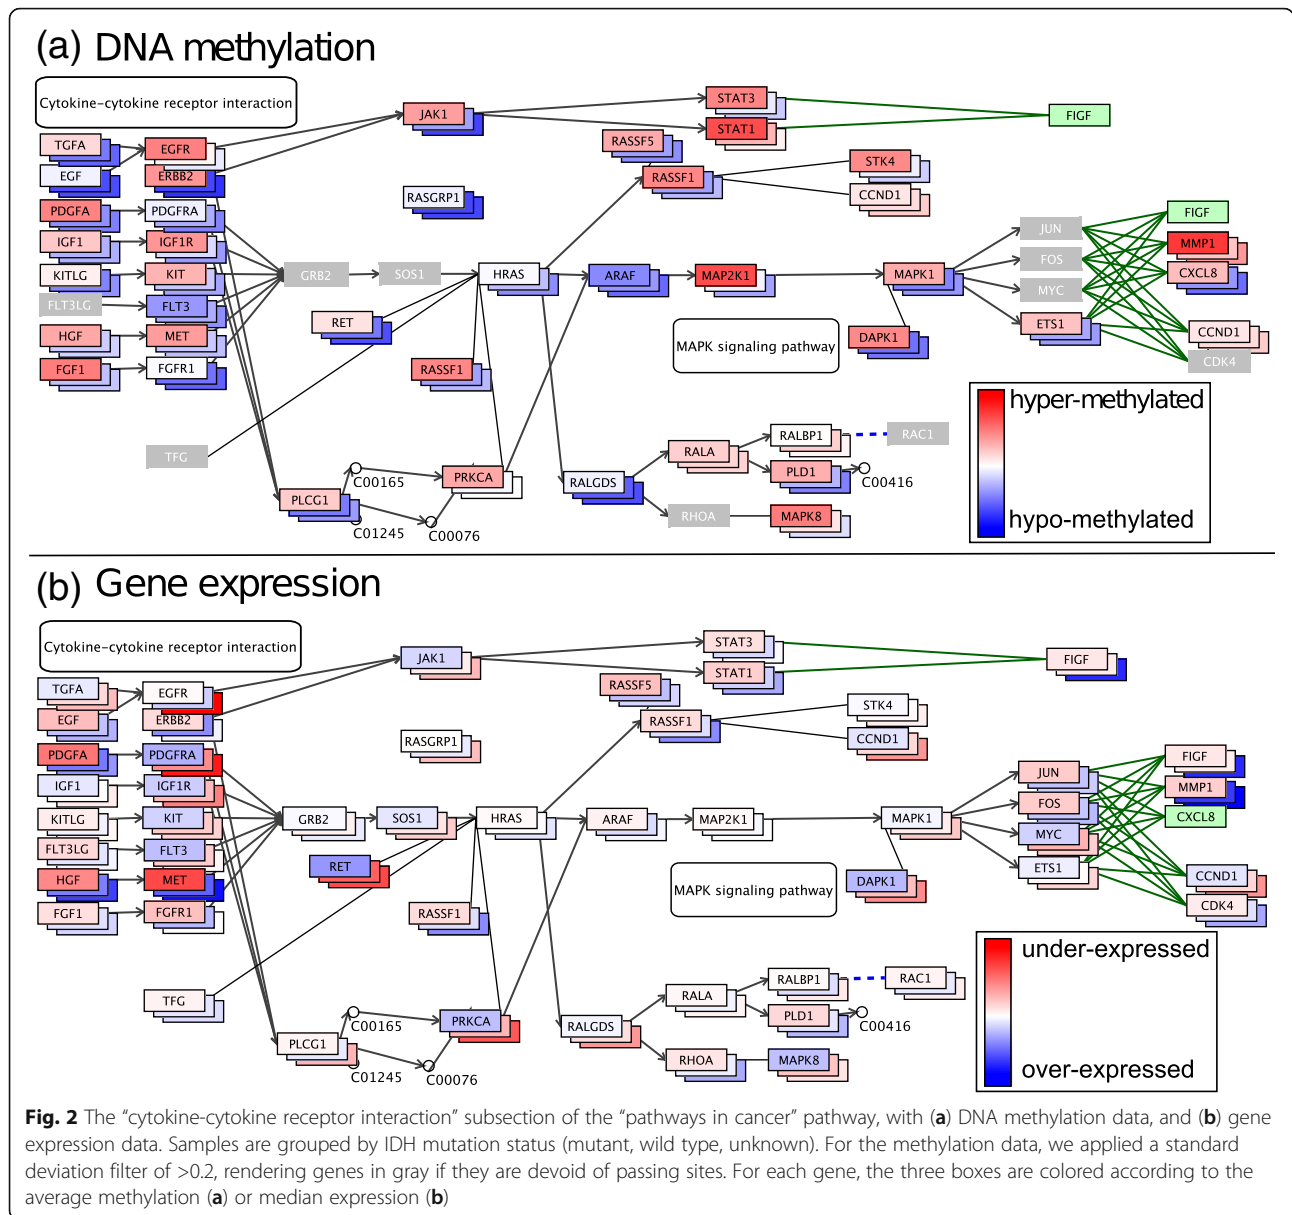 (a) DNA methylation
Cytokine-cytokine receptor interaction
JAK1
STAT3
STAT1
FIGF
TGFA
EGFR
EGF
ERBB2
RASSF5
RASSF1
STK4
CCND1
RASGRP1
PDGFA
PDGFRA
IGF1
IGF1R
KITLG
KIT
FLT3LG
FLT3
HGF
MET
FGF1
FGFR1
GRB2
SOS1
HRAS
ARAF
MAP2K1
MAPK1
JUN
FOS
MYC
ETS1
FIGF
MMP1
CXCL8
CCND1
CDK4
RET
RASSF1
MAPK signaling pathway
DAPK1
TFG
PLCG1
C00165
C01245
C00076
PRKCA
RALGDS
RALA
RHOA
RALBP1
PLD1
MAPK8
RAC1
C00416
hyper-methylated
hypo-methylated
(b) Gene expression
Cytokine-cytokine receptor interaction
JAK1
STAT3
STAT1
FIGF
TGFA
EGFR
EGF
ERBB2
RASSF5
RASSF1
STK4
CCND1
RASGRP1
PDGFA
PDGFRA
IGF1
IGF1R
KITLG
KIT
FLT3LG
FLT3
HGF
MET
FGF1
FGFR1
GRB2
SOS1
HRAS
ARAF
MAP2K1
MAPK1
JUN
FOS
MYC
ETS1
FIGF
MMP1
CXCL8
CCND1
CDK4
RET
RASSF1
MAPK signaling pathway
DAPK1
TFG
PLCG1
C00165
C01245
C00076
PRKCA
RALGDS
RALA
RHOA
RALBP1
PLD1
MAPK8
RAC1
C00416
under-expressed
over-expressed
Fig. 2 The “cytokine-cytokine receptor interaction” subsection of the “pathways in cancer” pathway, with (a) DNA methylation data, and (b) gene
expression data. Samples are grouped by IDH mutation status (mutant, wild type, unknown). For the methylation data, we applied a standard
deviation filter of >0.2, rendering genes in gray if they are devoid of passing sites. For each gene, the three boxes are colored according to the
average methylation (a) or median expression (b)